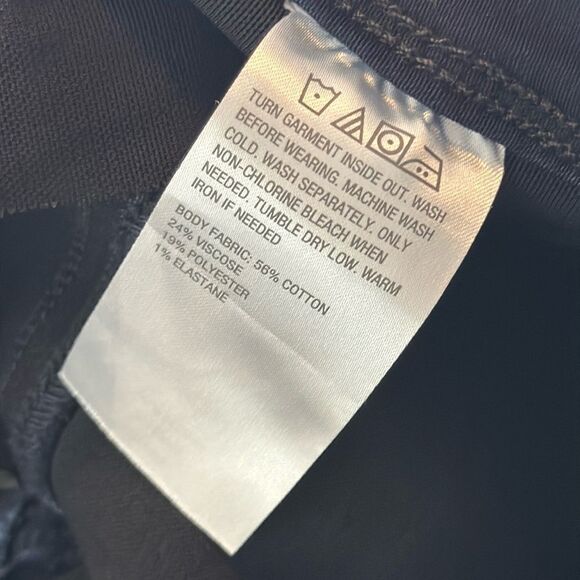 TURN GARMENT INSIDE OUT. WASH
BEFORE WEARING. MACHINE WASH
COLD. WASH SEPARATELY. ONLY
NON-CHLORINE BLEACH WHEN
NEEDED. TUMBLE DRY LOW. WARM
IRON IF NEEDED
BODY FABRIC: 56% COTTON
24% VISCOSE
19% POLYESTER
1% ELASTANE